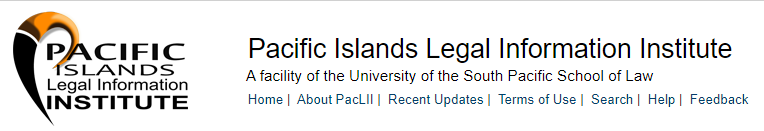 PACIFIC
ISLANDS
Legal Information
INSTITUTE
Pacific Islands Legal Information Institute
A facility of the University of the South Pacific School of Law
Home | About PacLII | Recent Updates | Terms of Use | Search | Help | Feedback